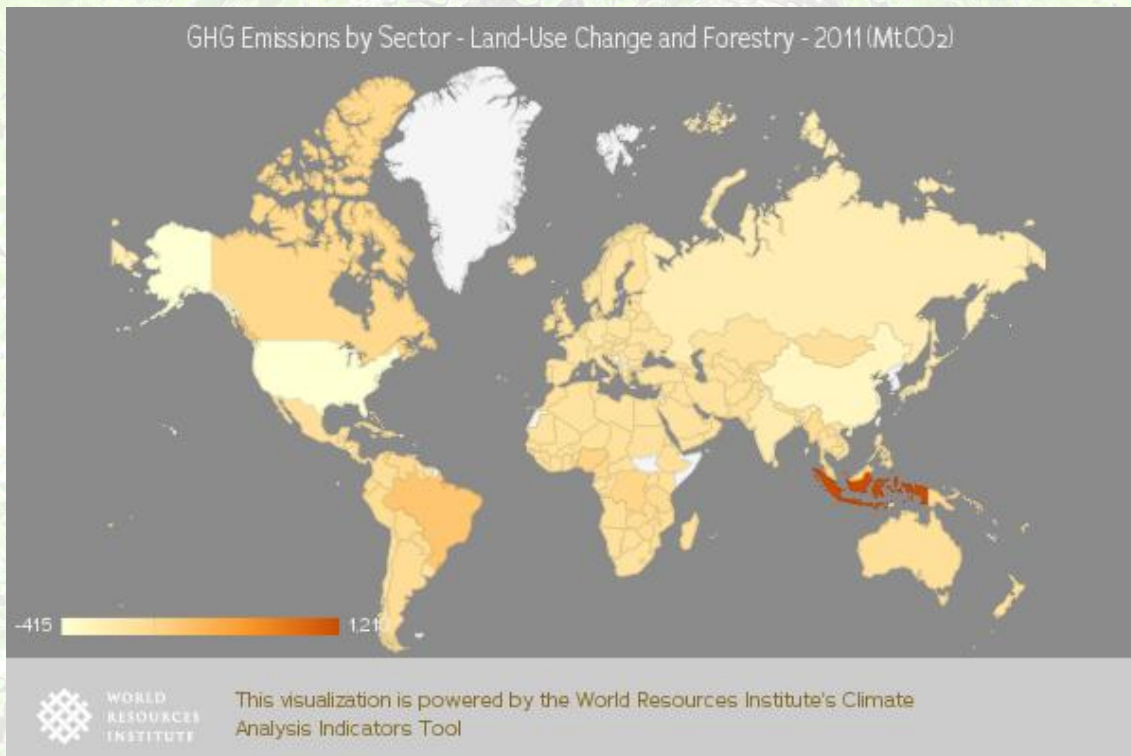 GHG Emissions by Sector - Land-Use Change and Forestry - 2011 (MtCO2)
-415
WORLD
RESOURCES
INSTITUTE
This visualization is powered by the World Resources Institute's Climate
Analysis Indicators Tool